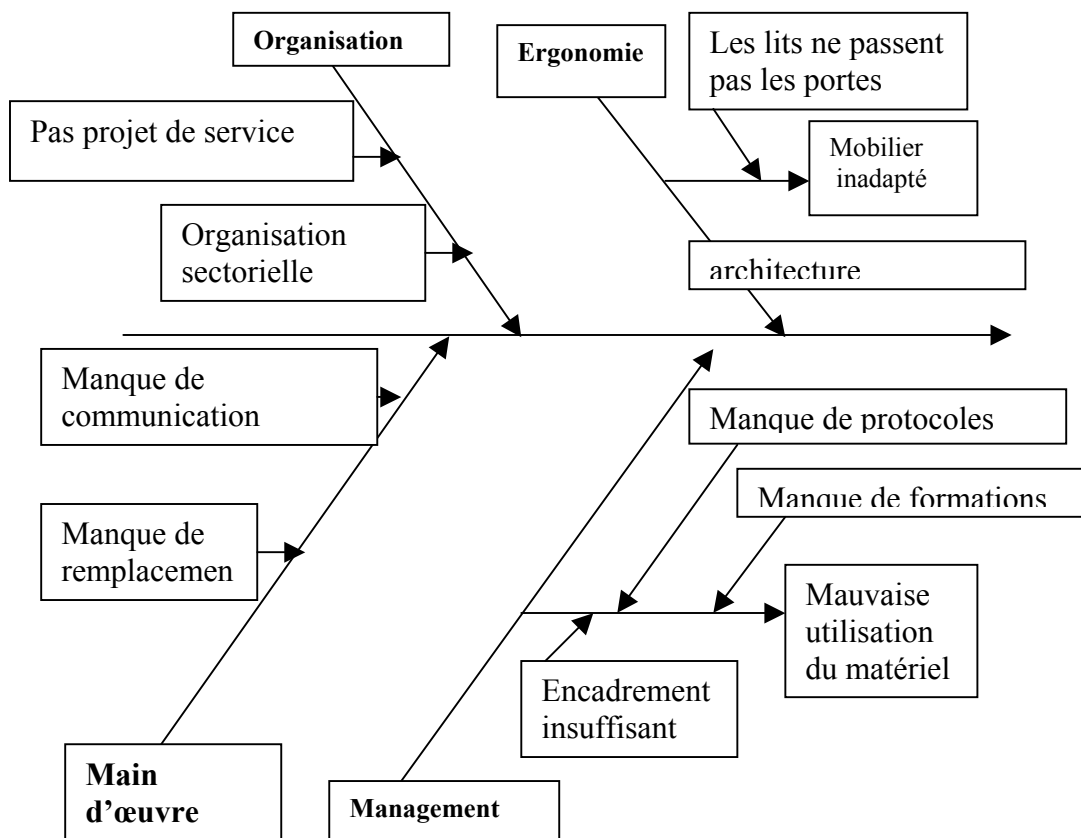 Organisation
Ergonomie
Les lits ne passent
pas les portes
Pas projet de service
Mobilier
inadapté
Organisation
sectorielle
architecture
Manque de
communication
Manque de protocoles
Manque de formations
Manque de
remplacemen
Mauvaise
utilisation
du matériel
Encadrement
insuffisant
Main
d'œuvre
Management